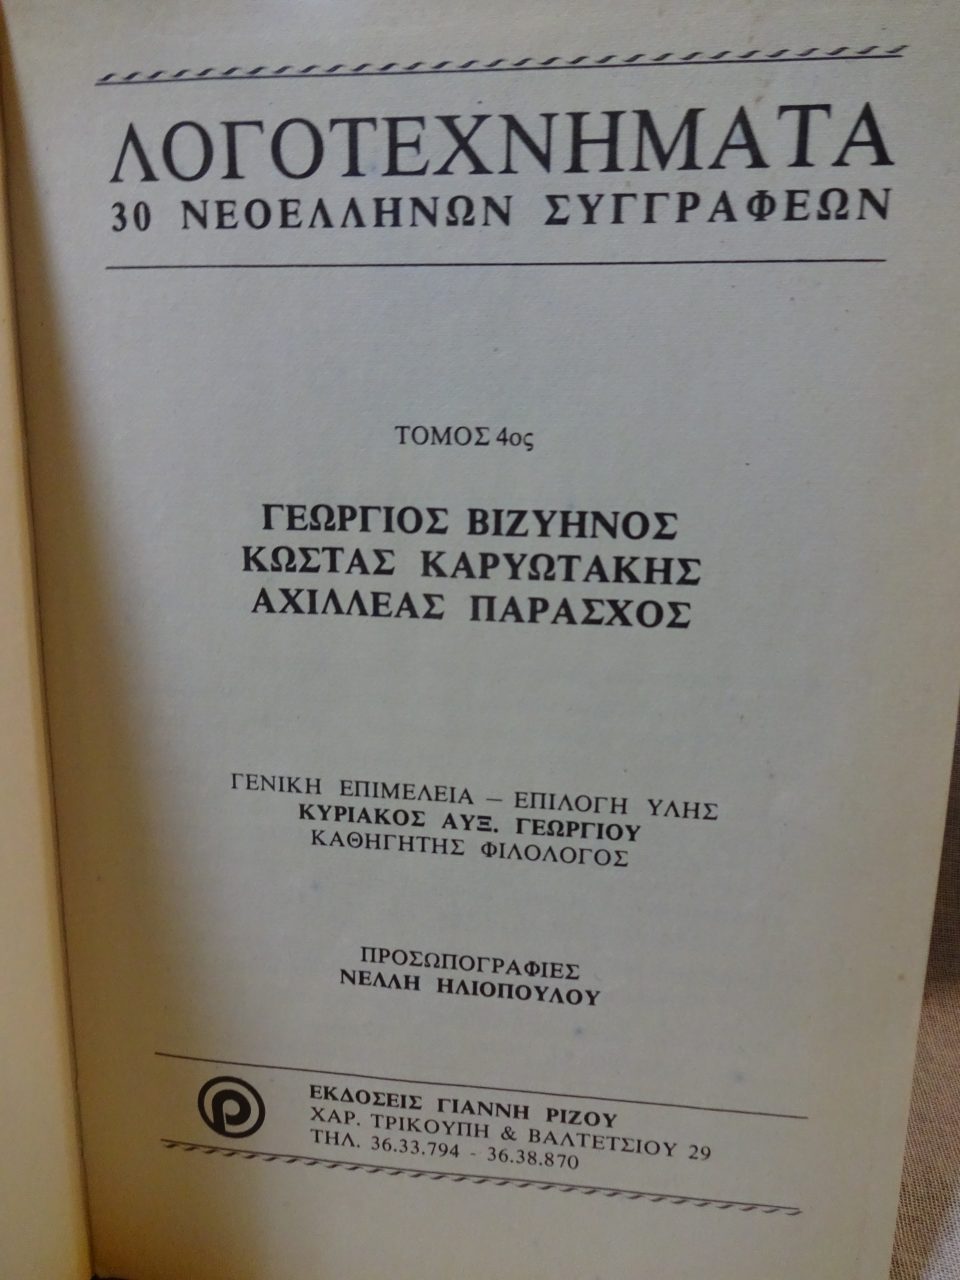 ΛΟΓΟΤΕΧΝΗΜΑΤΑ
30 ΝΕΟΕΛΛΗΝΩΝ ΣΥΓΓΡΑΦΕΩΝ
ΤΟΜΟΣ 4ος
ΓΕΩΡΓΙΟΣ ΒΙΖΥΗΝΟΣ
ΚΩΣΤΑΣ ΚΑΡΥΩΤΑΚΗΣ
ΑΧΙΛΛΕΑΣ ΠΑΡΑΣΧΟΣ
ΓΕΝΙΚΗ ΕΠΙΜΕΛΕΙΑ – ΕΠΙΛΟΓΗ ΥΛΗΣ
ΚΥΡΙΑΚΟΣ ΑΥΞ. ΓΕΩΡΓΙΟΥ
ΚΑΘΗΓΗΤΗΣ ΦΙΛΟΛΟΓΟΣ
ΠΡΟΣΩΠΟΓΡΑΦΙΕΣ
ΝΕΛΛΗ ΗΛΙΟΠΟΥΛΟΥ
ΕΚΔΟΣΕΙΣ ΓΙΑΝΝΗ ΡΙΖΟΥ
ΧΑΡ. ΤΡΙΚΟΥΠΗ & ΒΑΛΤΕΤΣΙΟΥ 29
ΤΗΛ. 36.33.794 - 36.38.870